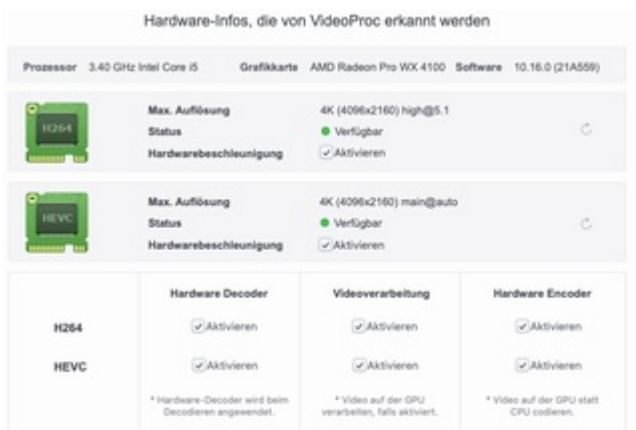 Hardware-Infos, die von VideoProc erkannt werden
Prozessor 3.40 GHz Intel Core i5 Grafikkarte AMD Radeon Pro WX 4100 Software 10.16.0 (21A559)
H264
Max. Auflösung 4K (4096x2160) high@5.1
Status Verfügbar
Hardwarebeschleunigung Aktivieren
HEVC
Max. Auflösung 4K (4096x2160) main@auto
Status Verfügbar
Hardwarebeschleunigung Aktivieren
Hardware Decoder Videoverarbeitung Hardware Encoder
H264 Aktivieren Aktivieren Aktivieren
HEVC Aktivieren Aktivieren Aktivieren
* Hardware-Decoder wird beim * Video auf der GPU * Video auf der GPU statt
Decodieren angewendet. verarbeiten, falls aktiviert. CPU codieren.